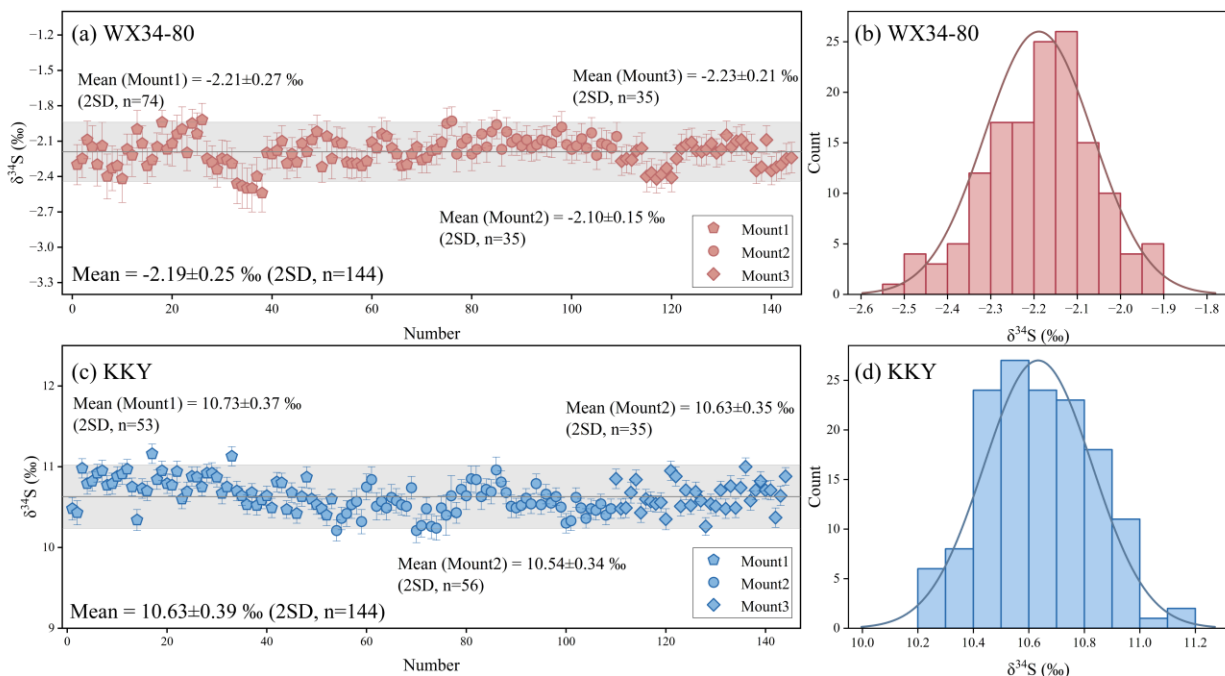 (a) WX34-80
Mean (Mount1) = -2.21±0.27 ‰
(2SD, n=74)
Mean (Mount3) = -2.23±0.21 ‰
(2SD, n=35)
Mean (Mount2) = -2.10±0.15 ‰
(2SD, n=35)
Mean = -2.19±0.25 ‰ (2SD, n=144)
Mount1
Mount2
Mount3
δ³⁴S (‰)
−1.2
−1.5
−1.8
−2.1
−2.4
−2.7
−3.0
−3.3
0 20 40 60 80 100 120 140
Number
(b) WX34-80
Count
25
20
15
10
5
0
−2.6 −2.5 −2.4 −2.3 −2.2 −2.1 −2.0 −1.9 −1.8
δ³⁴S (‰)
(c) KKY
Mean (Mount1) = 10.73±0.37 ‰
(2SD, n=53)
Mean (Mount2) = 10.63±0.35 ‰
(2SD, n=35)
Mean (Mount2) = 10.54±0.34 ‰
(2SD, n=56)
Mean = 10.63±0.39 ‰ (2SD, n=144)
Mount1
Mount2
Mount3
δ³⁴S (‰)
12
11
10
9
0 20 40 60 80 100 120 140
Number
(d) KKY
Count
25
20
15
10
5
0
10.0 10.2 10.4 10.6 10.8 11.0 11.2
δ³⁴S (‰)